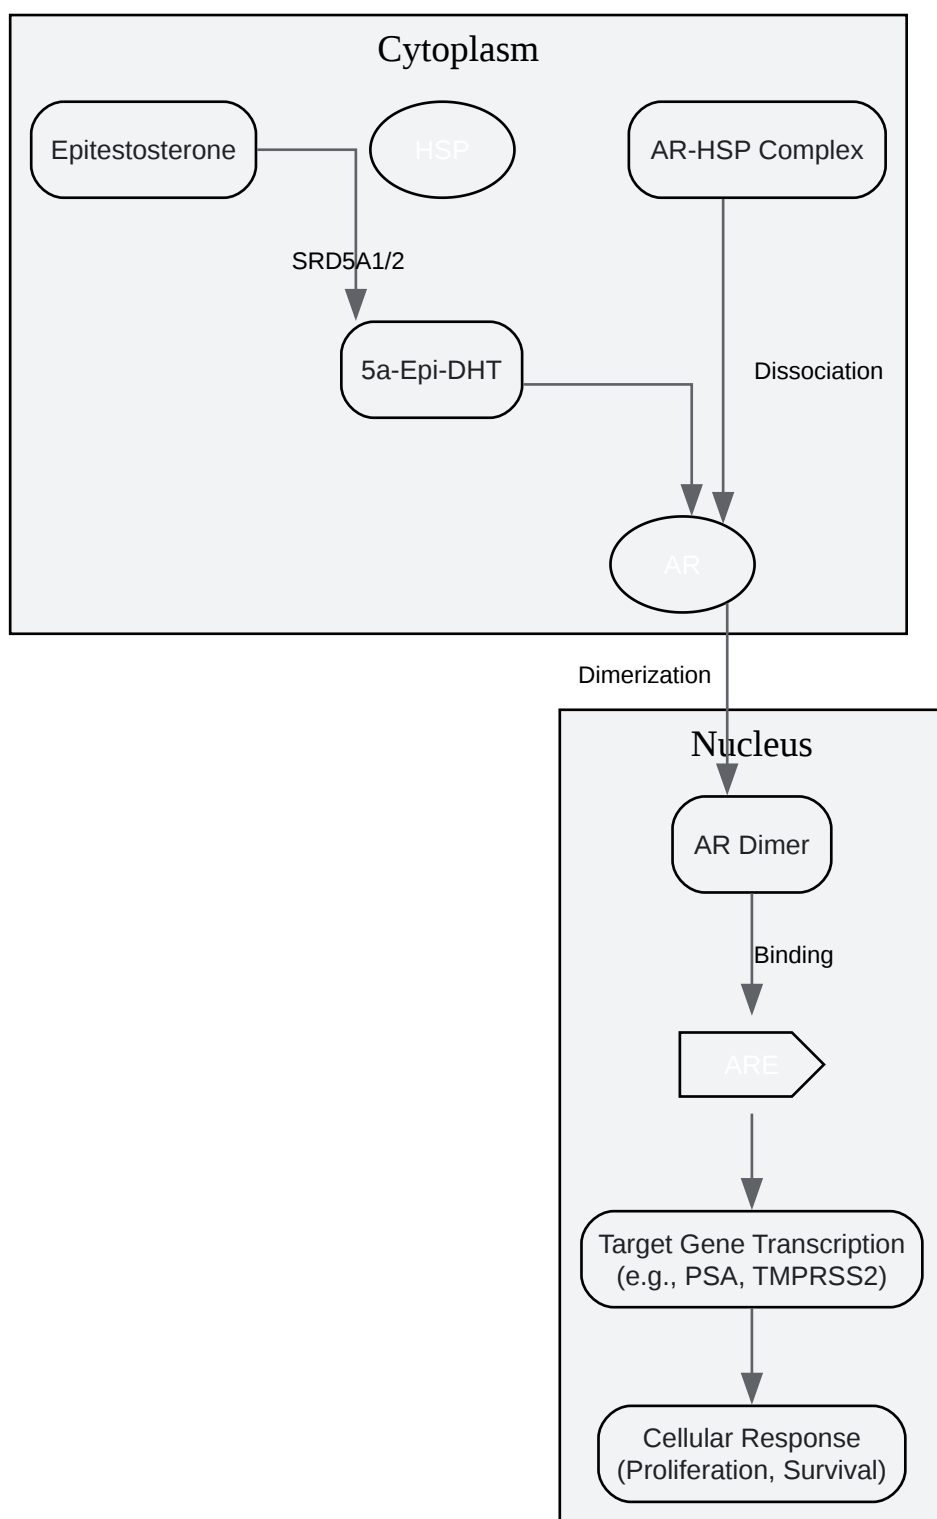 Cytoplasm
Epitestosterone
HSP
AR-HSP Complex
SRD5A1/2
5a-Epi-DHT
Dissociation
AR
Dimerization
Nucleus
AR Dimer
Binding
ARE
Target Gene Transcription
(e.g., PSA, TMPRSS2)
Cellular Response
(Proliferation, Survival)